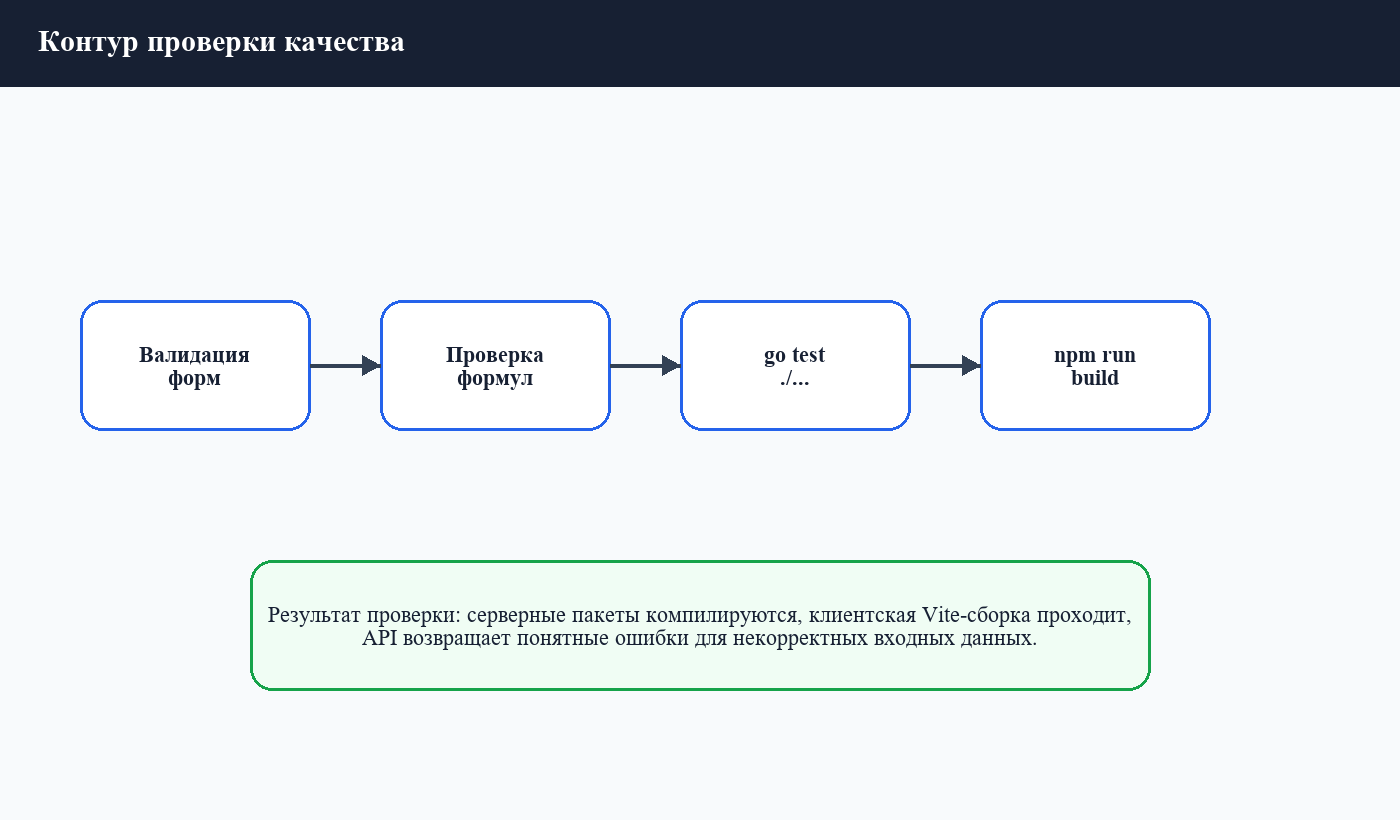 Контур проверки качества
Валидация
форм
Проверка
формул
go test
./...
npm run
build
Результат проверки: серверные пакеты компилируются, клиентская Vite-сборка проходит,
API возвращает понятные ошибки для некорректных входных данных.